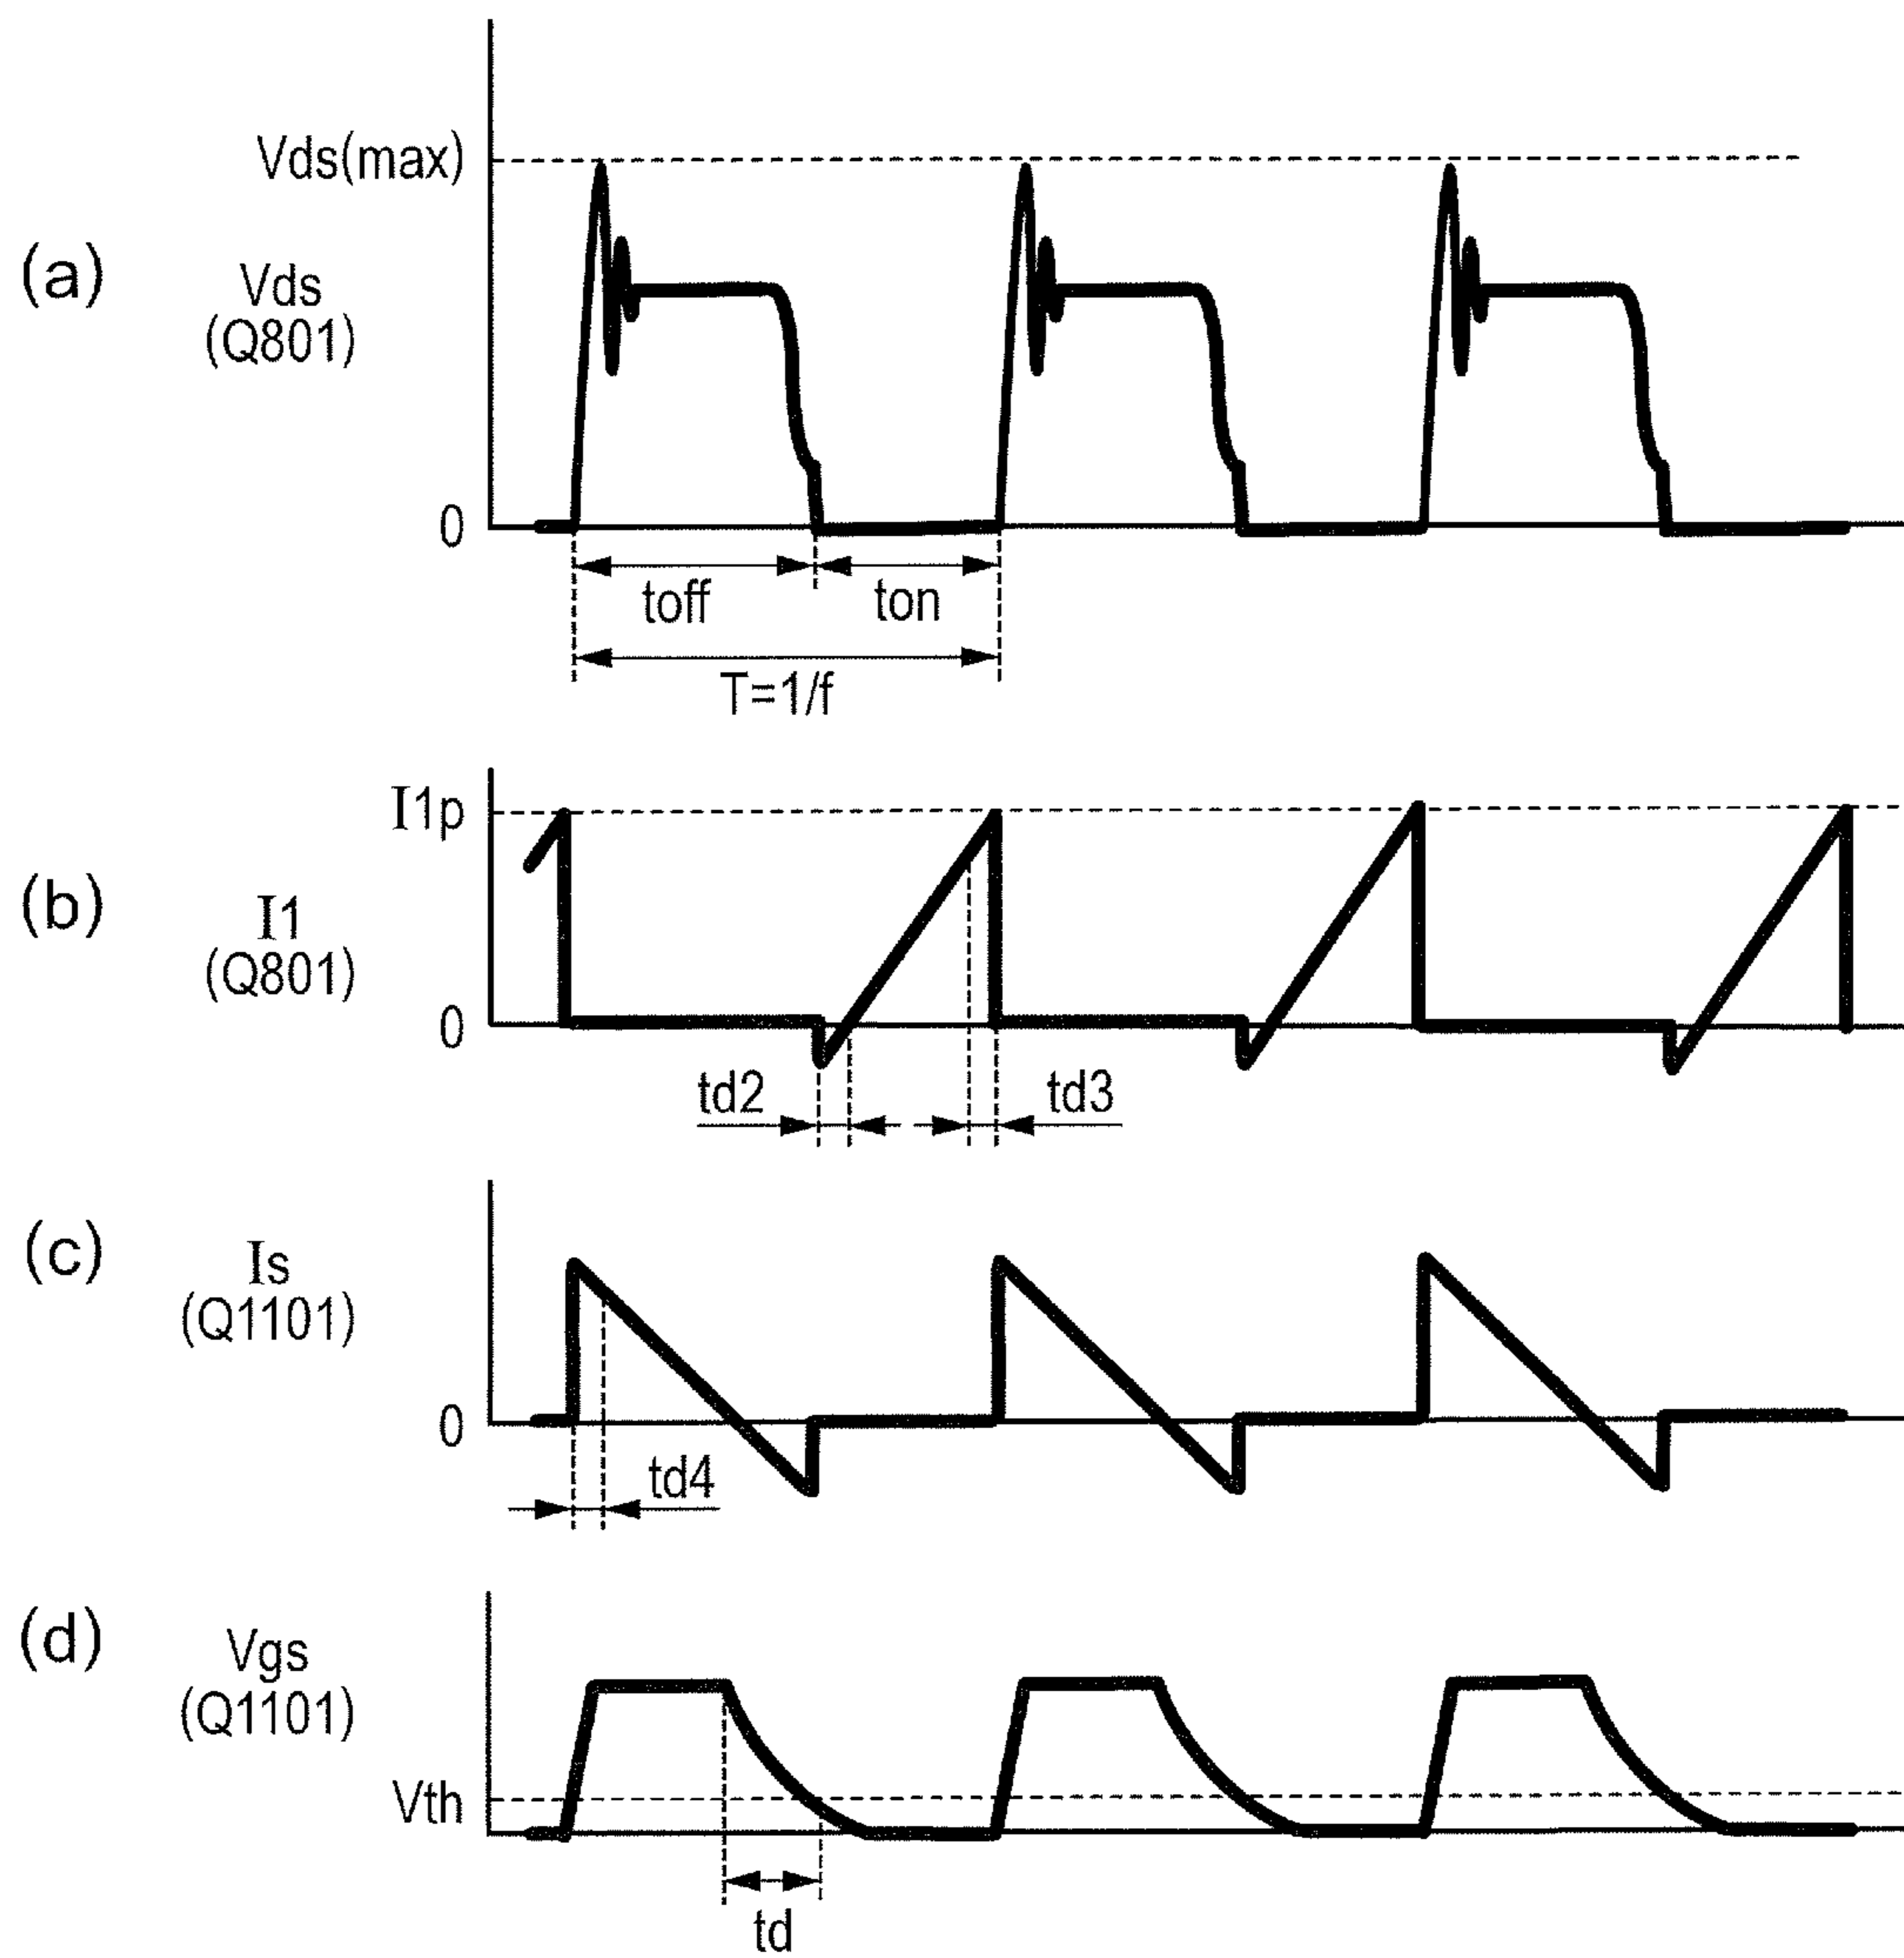 Vds(max)
(a)
Vds
(Q801)
0
toff
ton
T=1/f
I1p
(b)
I1
(Q801)
0
td2
td3
(c)
Is
(Q1101)
0
td4
(d)
Vgs
(Q1101)
Vth
td